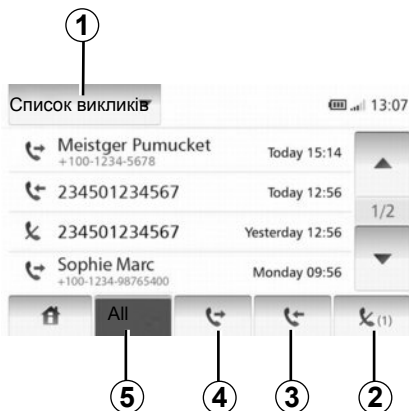 1
Список викликів 13:07
Meistger Pumucket Today 15:14
+100-1234-5678
234501234567 Today 12:56
1/2
234501234567 Yesterday 12:56
Sophie Marc Monday 09:56
+100-1234-98765400
All (1)
5 4 3 2